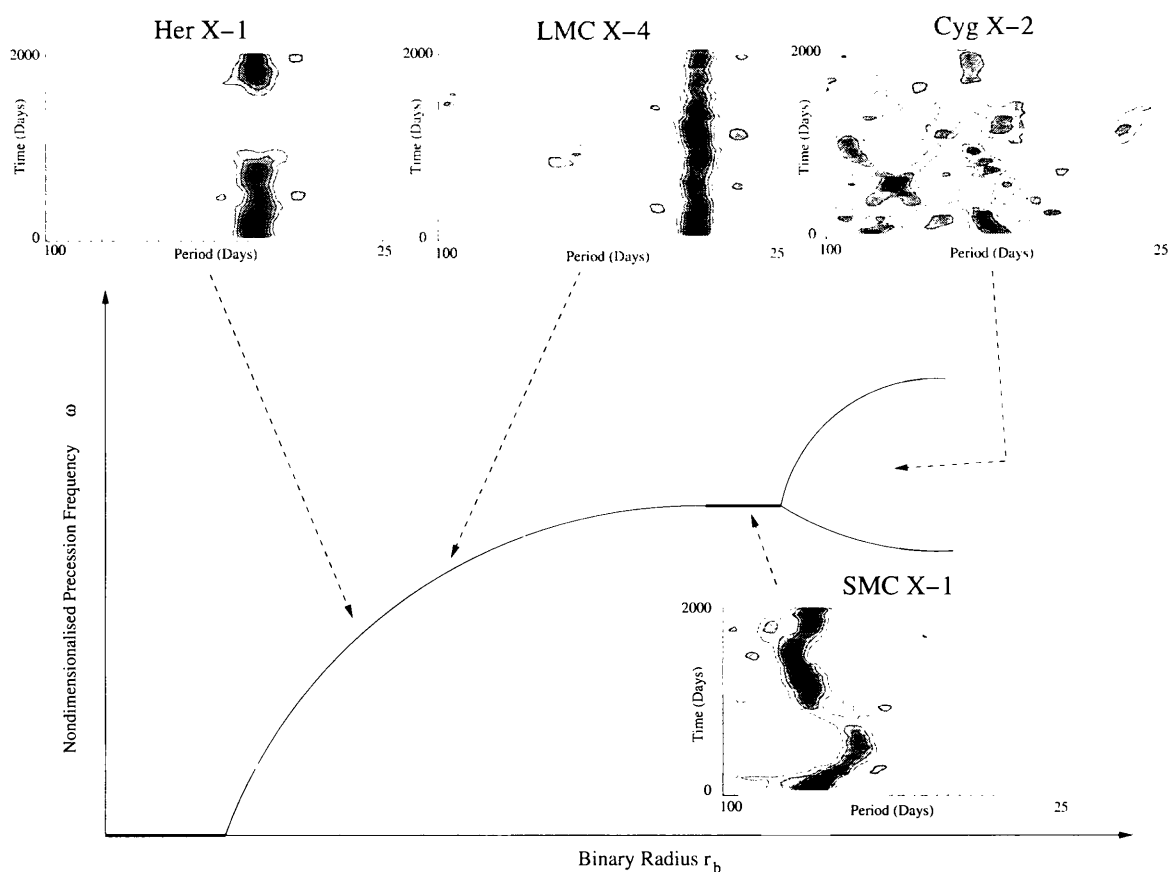 Her X–1
LMC X–4
Cyg X–2
2000
Time (Days)
0
100
Period (Days)
25
2000
Time (Days)
0
100
Period (Days)
25
2000
Time (Days)
0
100
Period (Days)
25
Nondimensionalised Precession Frequency ω
SMC X–1
2000
Time (Days)
0
100
Period (Days)
25
Binary Radius r_b